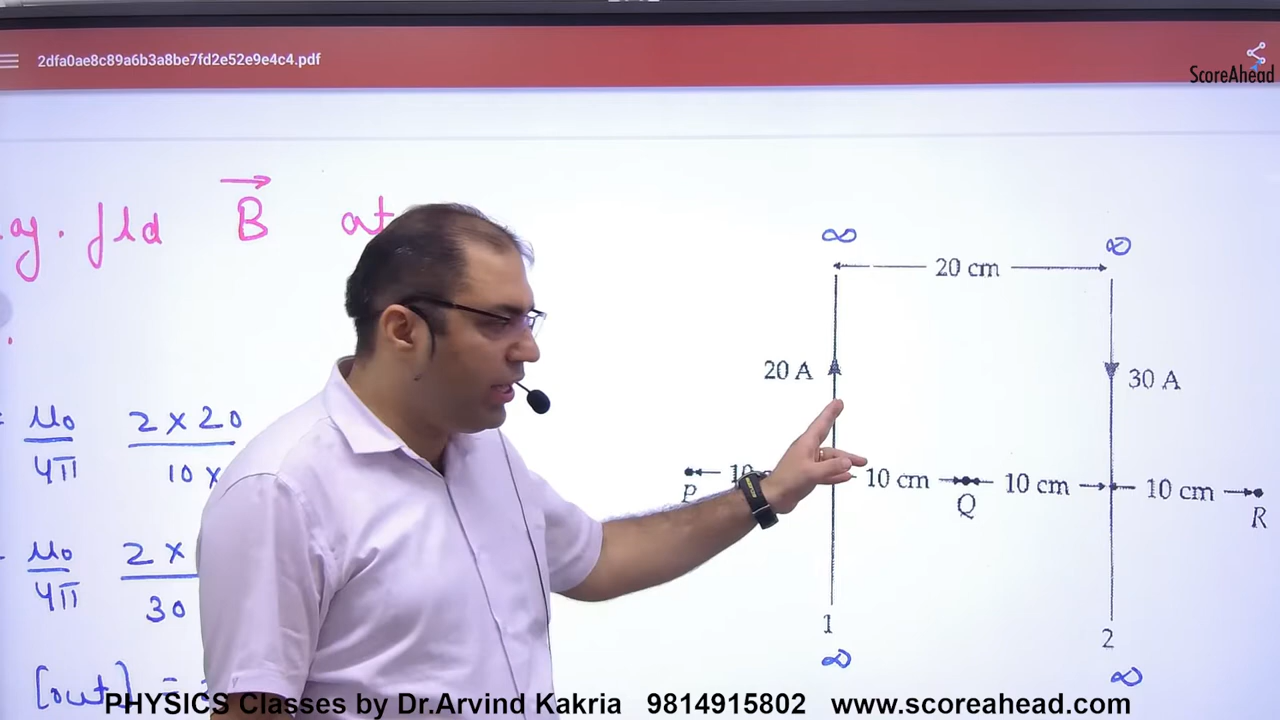 2dfa0ae8c89a6b3a8be7fd2e52e9e4c4.pdf
ScoreAhead
fld B at
∞ ∞
20 cm
20 A
30 A
μ0 2 x 20
4π 10 x
P 10 cm Q 10 cm 10 cm R
μ0 2 x
4π 30
1 2
∞ ∞
[out] =
PHYSICS Classes by Dr.Arvind Kakria 9814915802 www.scoreahead.com